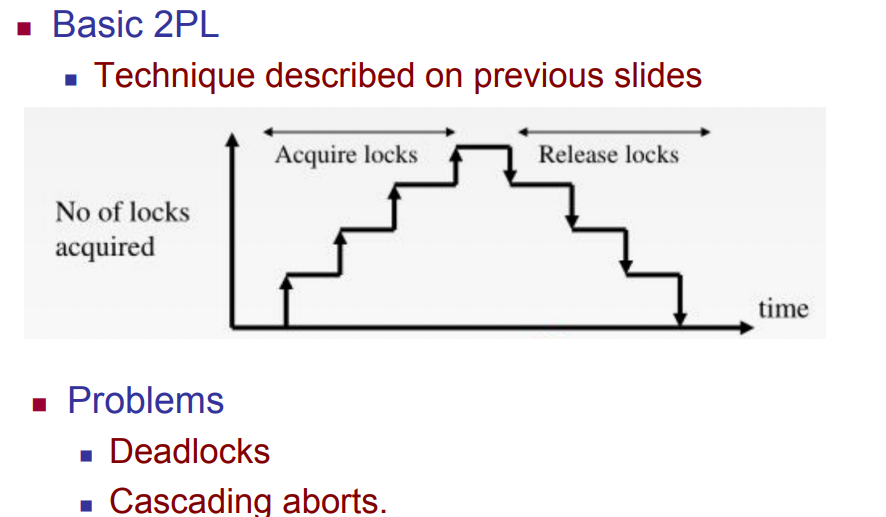 Basic 2PL
Technique described on previous slides
Acquire locks
Release locks
No of locks
acquired
time
Problems
Deadlocks
Cascading aborts.